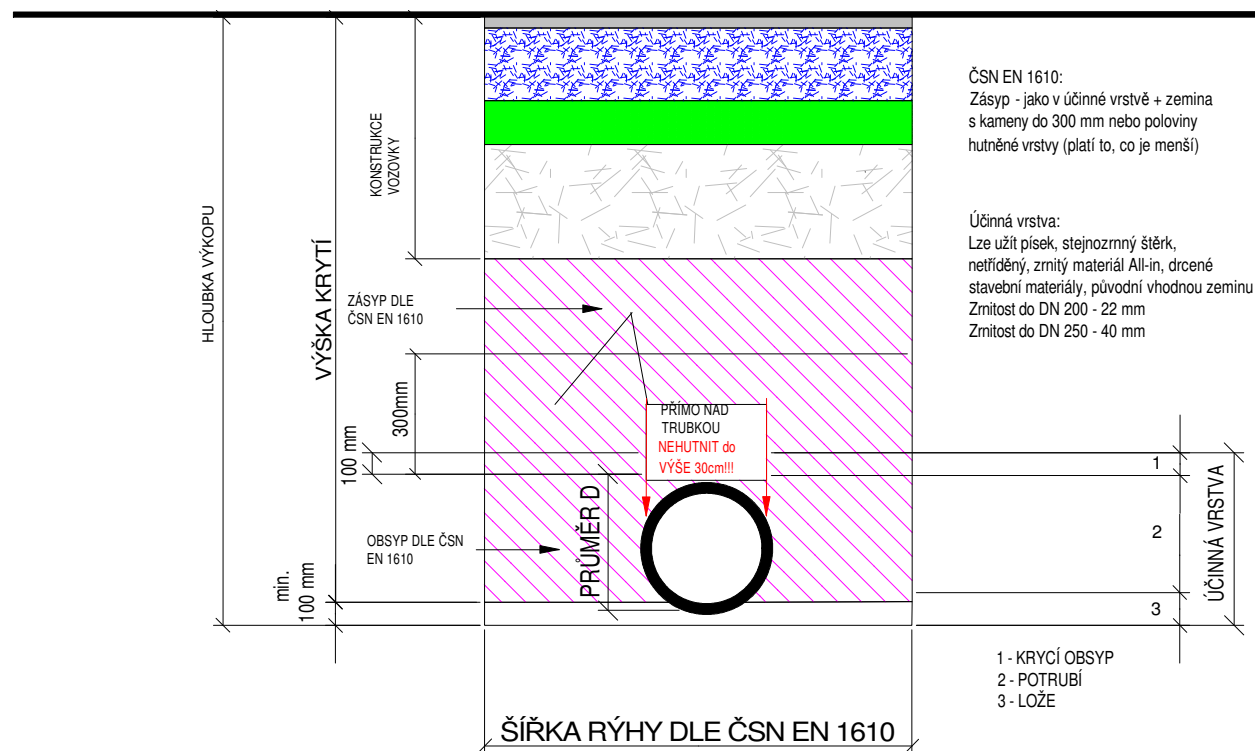 HLOUBKA VÝKOPU
VÝŠKA KRYTÍ
KONSTRUKCE
VOZOVKY
ZÁSYP DLE
ČSN EN 1610
300mm
100 mm
OBSYP DLE ČSN
EN 1610
min.
100 mm
PŘÍMO NAD
TRUBKOU
NEHUTNIT do
VÝŠE 30cm!!!
PRŮMĚR D
ŠÍŘKA RÝHY DLE ČSN EN 1610
ČSN EN 1610:
Zásyp - jako v účinné vrstvě + zemina
s kameny do 300 mm nebo poloviny
hutněné vrstvy (platí to, co je menší)
Účinná vrstva:
Lze užít písek, stejnozrnný štěrk,
netříděný, zrnitý materiál All-in, drcené
stavební materiály, původní vhodnou zeminu.
Zrnitost do DN 200 - 22 mm
Zrnitost do DN 250 - 40 mm
1
2
3
ÚČINNÁ VRSTVA
1 - KRYCÍ OBSYP
2 - POTRUBÍ
3 - LOŽE